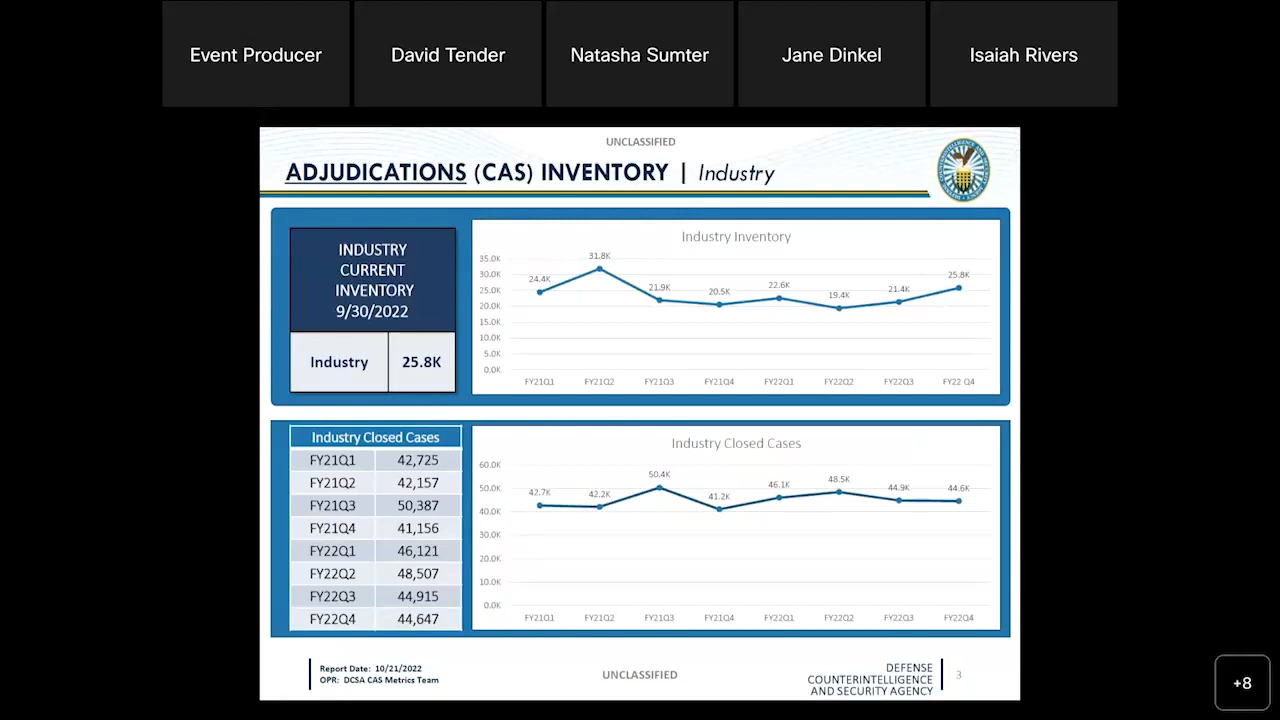 Event Producer
David Tender
Natasha Sumter
Jane Dinkel
Isaiah Rivers
UNCLASSIFIED
ADJUDICATIONS (CAS) INVENTORY | Industry
INDUSTRY
CURRENT
INVENTORY
9/30/2022
Industry 25.8K
Industry Inventory
35.0K
30.0K
25.0K
20.0K
15.0K
10.0K
5.0K
0.0K
24.4K
31.8K
21.9K
20.5K
22.6K
19.4K
21.4K
25.8K
FY21Q1 FY21Q2 FY21Q3 FY21Q4 FY22Q1 FY22Q2 FY22Q3 FY22 Q4
Industry Closed Cases
FY21Q1 42,725
FY21Q2 42,157
FY21Q3 50,387
FY21Q4 41,156
FY22Q1 46,121
FY22Q2 48,507
FY22Q3 44,915
FY22Q4 44,647
Industry Closed Cases
60.0K
50.0K
40.0K
30.0K
20.0K
10.0K
0.0K
42.7K
42.2K
50.4K
41.2K
46.1K
48.5K
44.9K
44.6K
FY21Q1 FY21Q2 FY21Q3 FY21Q4 FY22Q1 FY22Q2 FY22Q3 FY22Q4
Report Date: 10/21/2022
OPR: DCSA CAS Metrics Team
UNCLASSIFIED
DEFENSE
COUNTERINTELLIGENCE
AND SECURITY AGENCY
3
+8